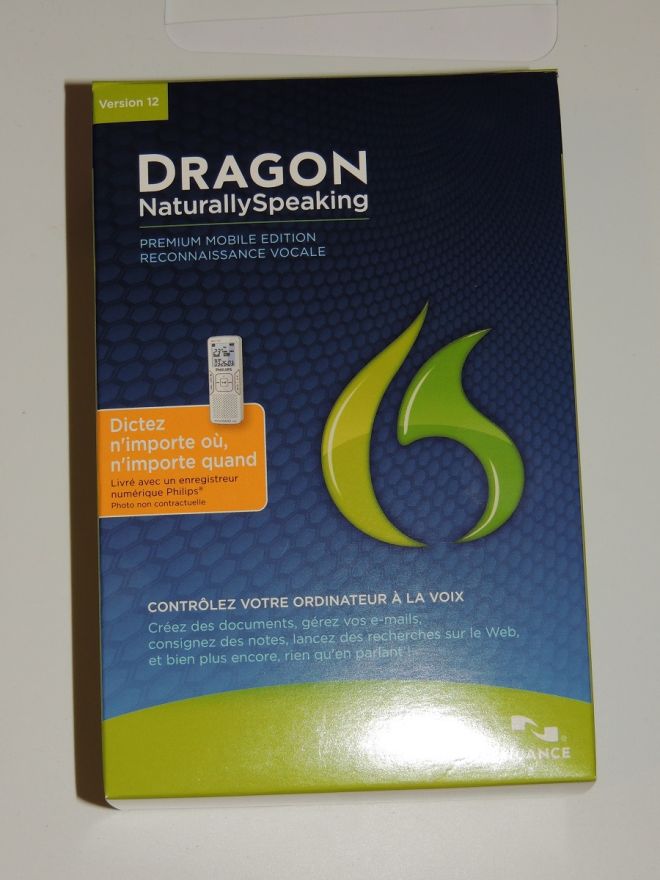 Version 12
DRAGON
NaturallySpeaking
PREMIUM MOBILE EDITION
RECONNAISSANCE VOCALE
PHILIPS
Dictez
n'importe où,
n'importe quand
Livré avec un enregistreur
numérique Philips®
Photo non contractuelle
CONTRÔLEZ VOTRE ORDINATEUR À LA VOIX
Créez des documents, gérez vos e-mails,
consignez des notes, lancez des recherches sur le Web,
et bien plus encore, rien qu'en parlant !
NUANCE